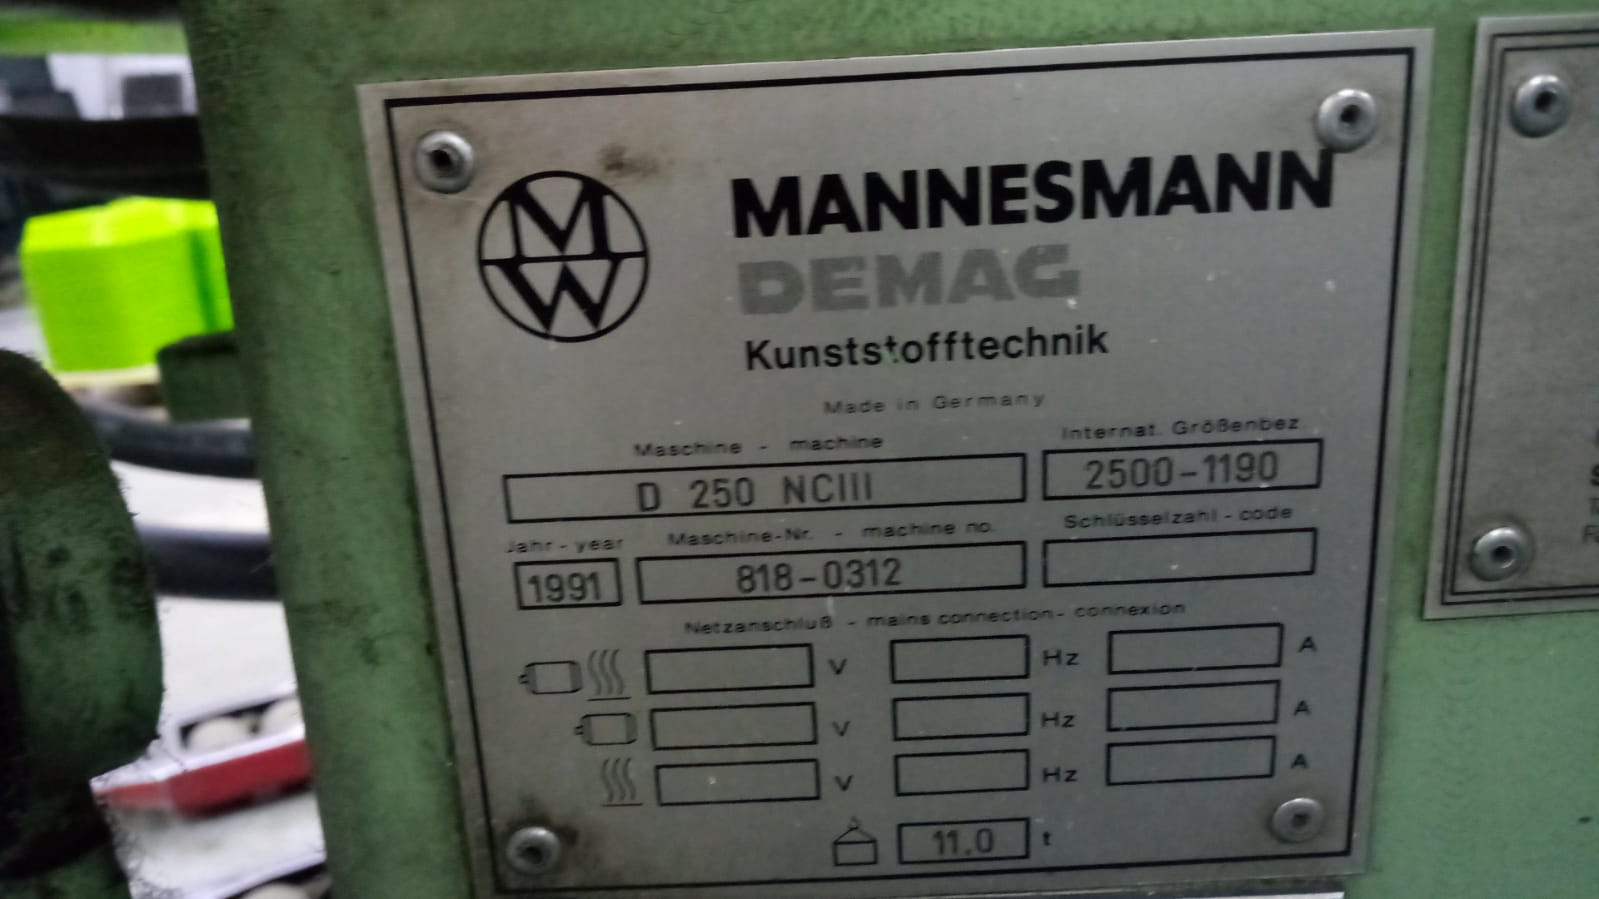 M
W
MANNESMANN
DEMAG
Kunststofftechnik
Made in Germany
Maschine - machine
Internat. Größenbez.
D 250 NCIII
2500-1190
Jahr - year
Maschine-Nr. - machine no.
Schlüsselzahl - code
1991
818-0312
Netzanschluß - mains connection - connexion
V Hz A
V Hz A
V Hz A
11.0 t